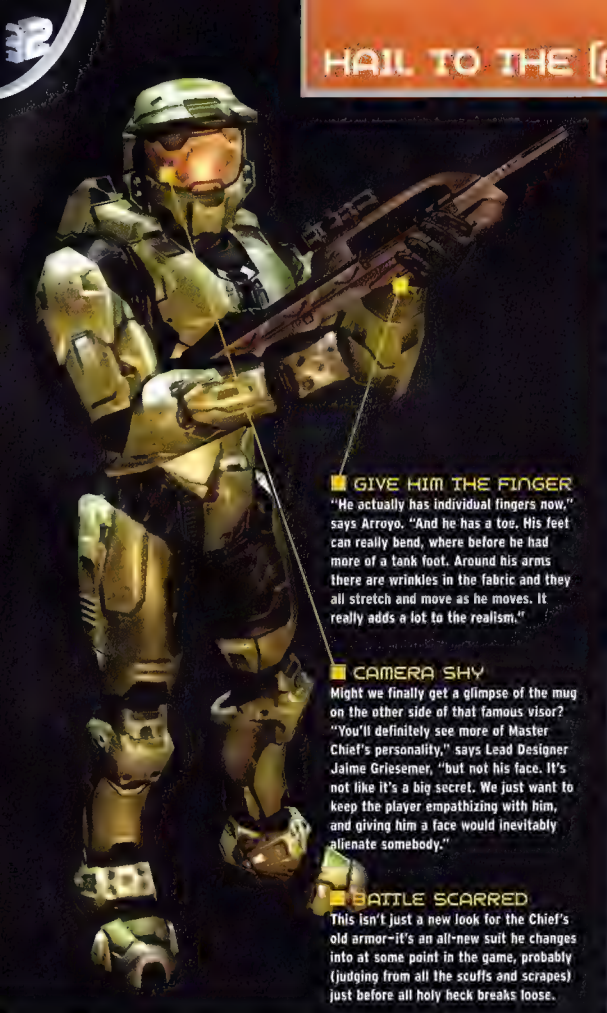 2
HAIL TO THE
GIVE HIM THE FINGER
"He actually has individual fingers now,"
says Arroyo. "And he has a toe. His feet
can really bend, where before he had
more of a tank foot. Around his arms
there are wrinkles in the fabric and they
all stretch and move as he moves. It
really adds a lot to the realism."
CAMERA SHY
Might we finally get a glimpse of the mug
on the other side of that famous visor?
"You'll definitely see more of Master
Chief's personality," says Lead Designer
Jaime Griesemer, "but not his face. It's
not like it's a big secret. We just want to
keep the player empathizing with him,
and giving him a face would inevitably
alienate somebody."
BATTLE SCARRED
This isn't just a new look for the Chief's
old armor—it's an all-new suit he changes
into at some point in the game, probably
(judging from all the scuffs and scrapes)
just before all holy heck breaks loose.